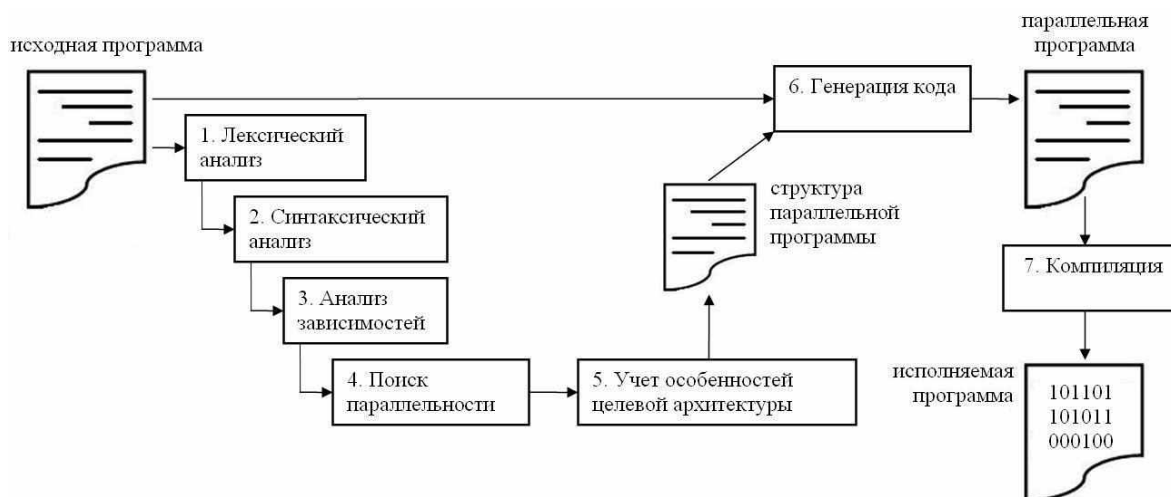 исходная программа
параллельная
программа
6. Генерация кода
1. Лексический
анализ
2. Синтаксический
анализ
структура
параллельной
программы
3. Анализ
зависимостей
7. Компиляция
4. Поиск
параллельности
5. Учет особенностей
целевой архитектуры
исполняемая
программа
101101
101011
000100